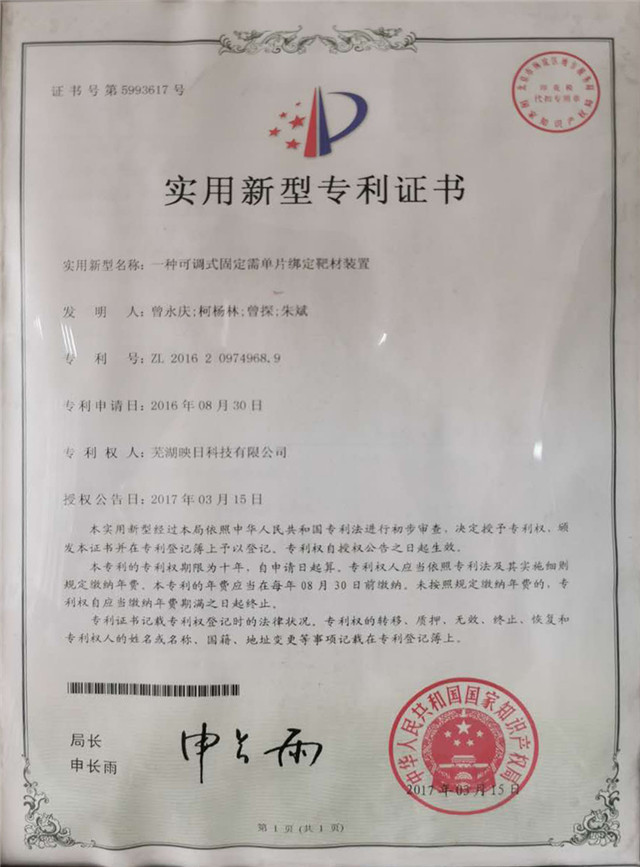 证书号第5993617号
印花税
代扣专用章
国家知识产权局
实用新型专利证书
实用新型名称：一种可调式固定需单片绑定靶材装置
发明人：曾永庆;柯杨林;曾探;朱斌
专利号：ZL 2016 2 0974968.9
专利申请日：2016年08月30日
专利权人：芜湖映日科技有限公司
授权公告日：2017年03月15日
本实用新型经过本局依照中华人民共和国专利法进行初步审查，决定授予专利权，颁
发本证书并在专利登记簿上予以登记。专利权自授权公告之日起生效。
本专利的专利权期限为十年，自申请日起算。专利权人应当依照专利法及其实施细则
规定缴纳年费。本专利的年费应当在每年08月30日前缴纳。未按照规定缴纳年费的，专
利权自应当缴纳年费期满之日起终止。
专利证书记载专利权登记时的法律状况。专利权的转移、质押、无效、终止、恢复和
专利权人的姓名或名称、国籍、地址变更等事项记载在专利登记簿上。
局长
申长雨
申长雨
中华人民共和国国家知识产权局
2017年03月15日
第1页(共1页)